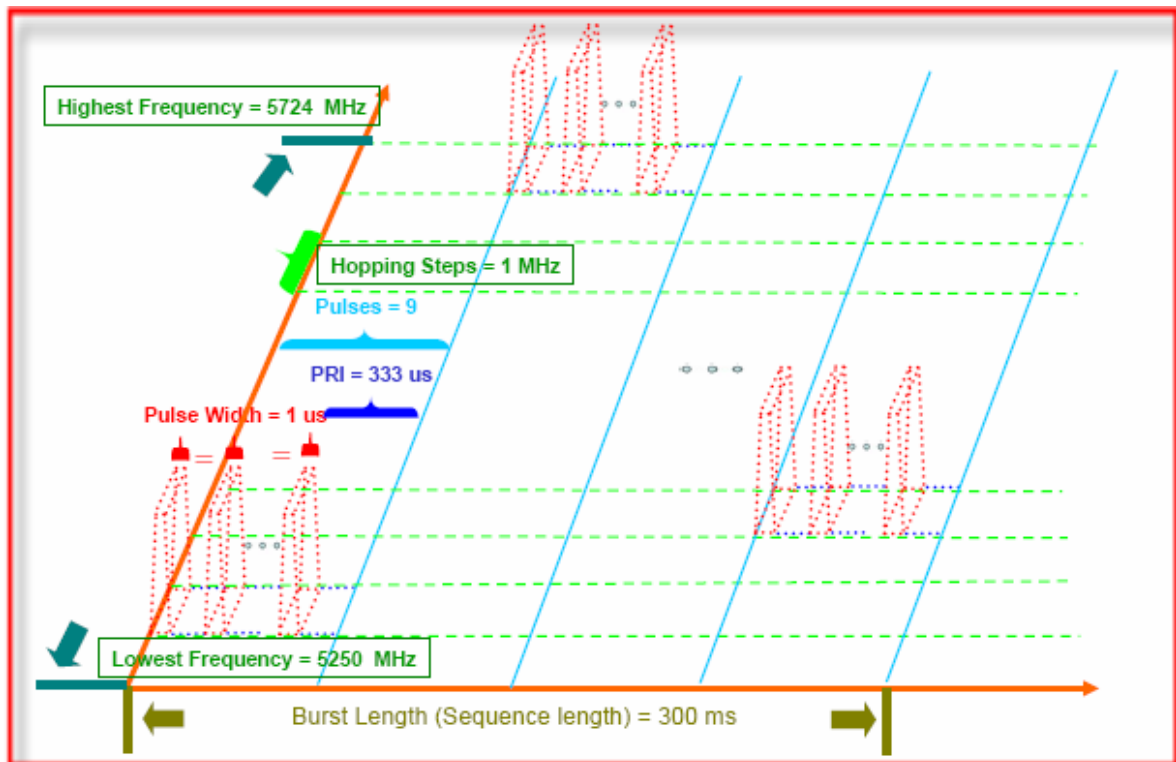 Highest Frequency = 5724 MHz
Hopping Steps = 1 MHz
Pulses = 9
PRI = 333 us
Pulse Width = 1 us
= =
Lowest Frequency = 5250 MHz
Burst Length (Sequence length) = 300 ms